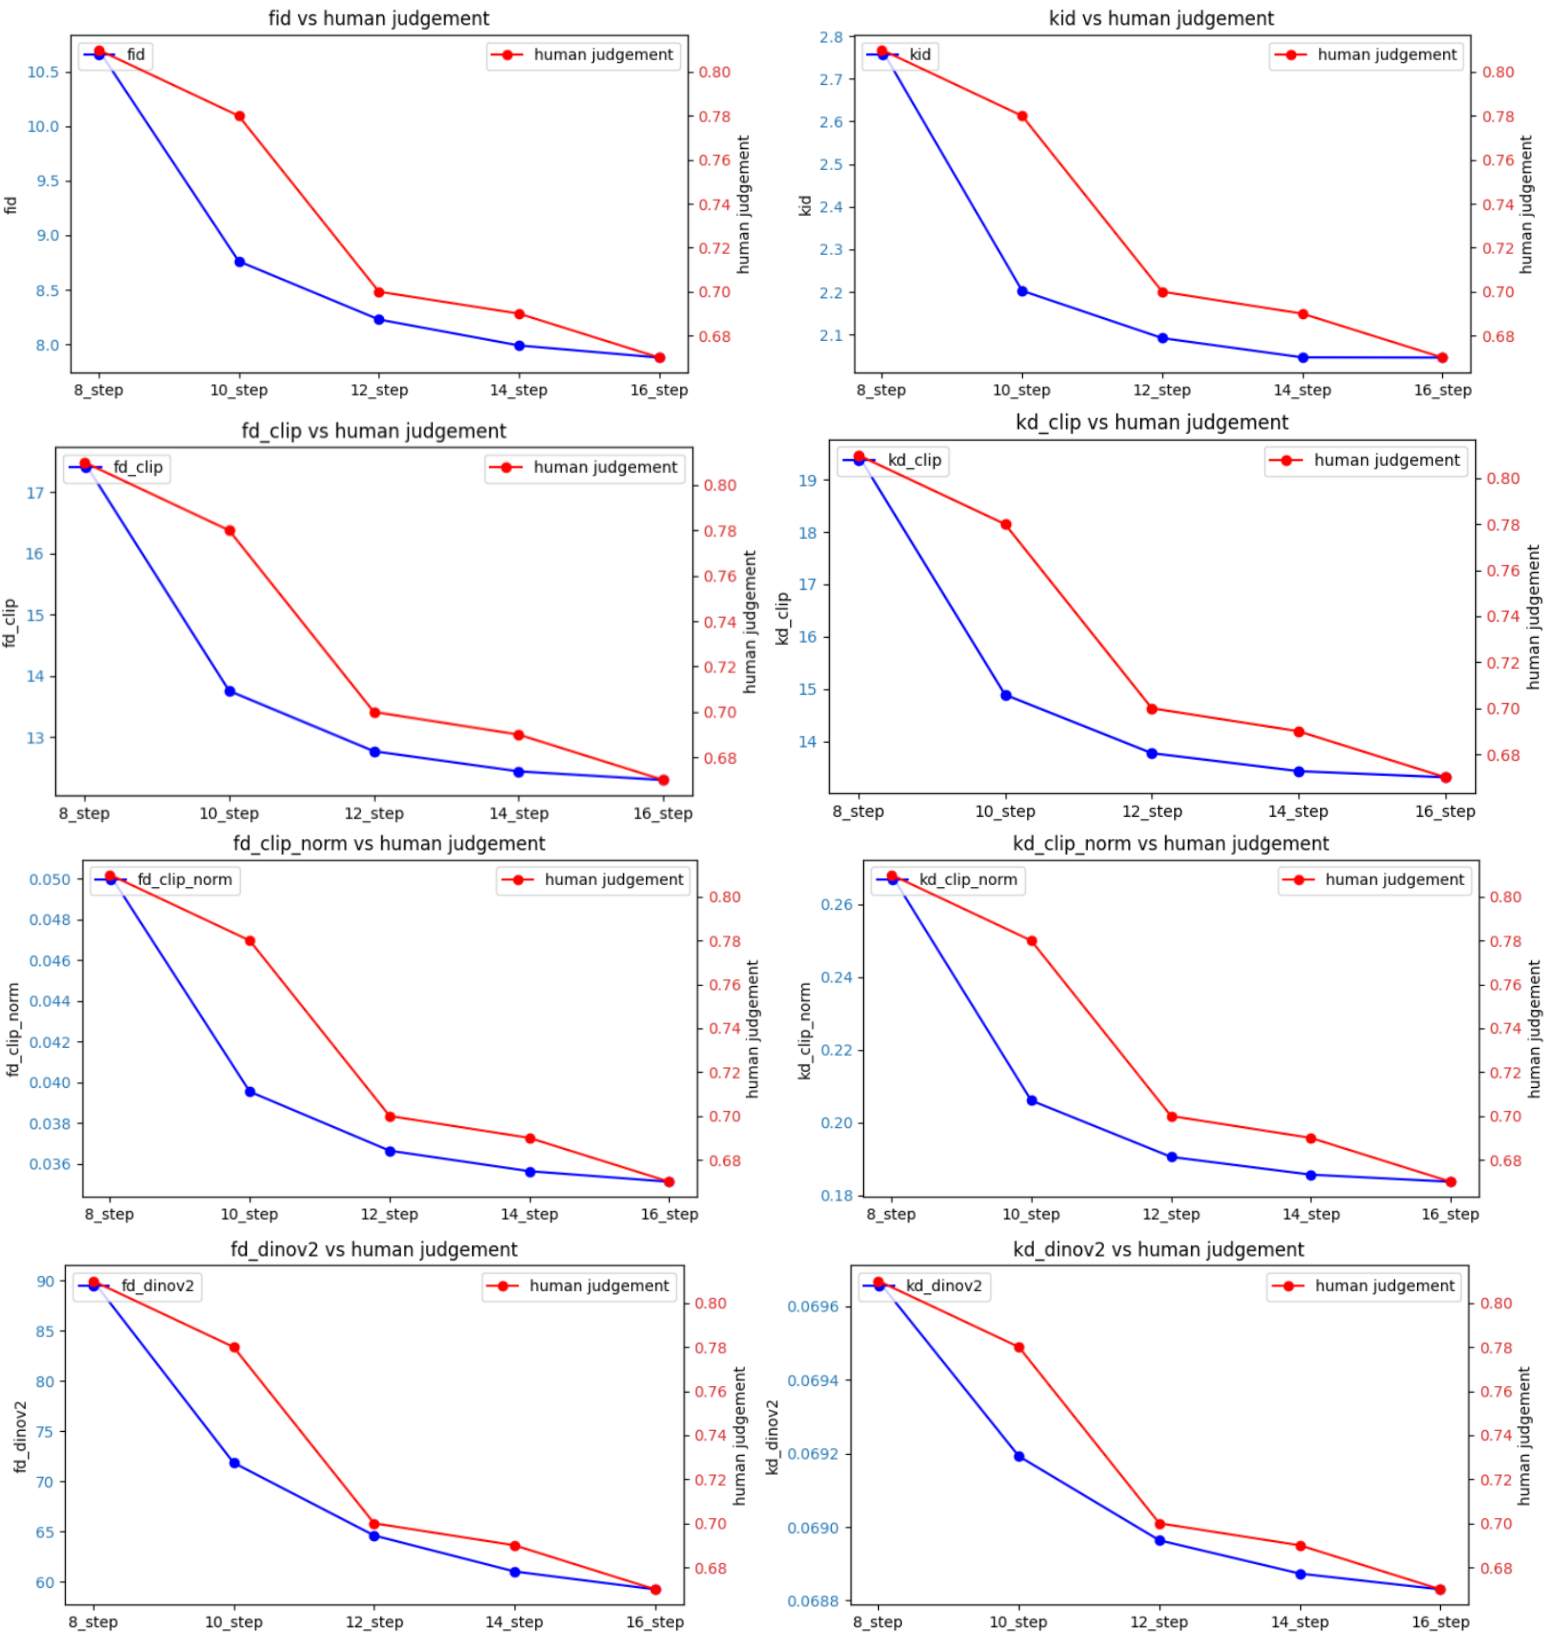 fid vs human judgement
fid
human judgement
10.5
10.0
9.5
9.0
8.5
8.0
fid
0.80
0.78
0.76
0.74
0.72
0.70
0.68
human judgement
8_step
10_step
12_step
14_step
16_step
kid vs human judgement
kid
human judgement
2.8
2.7
2.6
2.5
2.4
2.3
2.2
2.1
kid
0.80
0.78
0.76
0.74
0.72
0.70
0.68
human judgement
8_step
10_step
12_step
14_step
16_step
fd_clip vs human judgement
fd_clip
human judgement
17
16
15
14
13
fd_clip
0.80
0.78
0.76
0.74
0.72
0.70
0.68
human judgement
8_step
10_step
12_step
14_step
16_step
kd_clip vs human judgement
kd_clip
human judgement
19
18
17
16
15
14
kd_clip
0.80
0.78
0.76
0.74
0.72
0.70
0.68
human judgement
8_step
10_step
12_step
14_step
16_step
fd_clip_norm vs human judgement
fd_clip_norm
human judgement
0.050
0.048
0.046
0.044
0.042
0.040
0.038
0.036
fd_clip_norm
0.80
0.78
0.76
0.74
0.72
0.70
0.68
human judgement
8_step
10_step
12_step
14_step
16_step
kd_clip_norm vs human judgement
kd_clip_norm
human judgement
0.26
0.24
0.22
0.20
0.18
kd_clip_norm
0.80
0.78
0.76
0.74
0.72
0.70
0.68
human judgement
8_step
10_step
12_step
14_step
16_step
fd_dinov2 vs human judgement
fd_dinov2
human judgement
90
85
80
75
70
65
60
fd_dinov2
0.80
0.78
0.76
0.74
0.72
0.70
0.68
human judgement
8_step
10_step
12_step
14_step
16_step
kd_dinov2 vs human judgement
kd_dinov2
human judgement
0.0696
0.0694
0.0692
0.0690
0.0688
kd_dinov2
0.80
0.78
0.76
0.74
0.72
0.70
0.68
human judgement
8_step
10_step
12_step
14_step
16_step